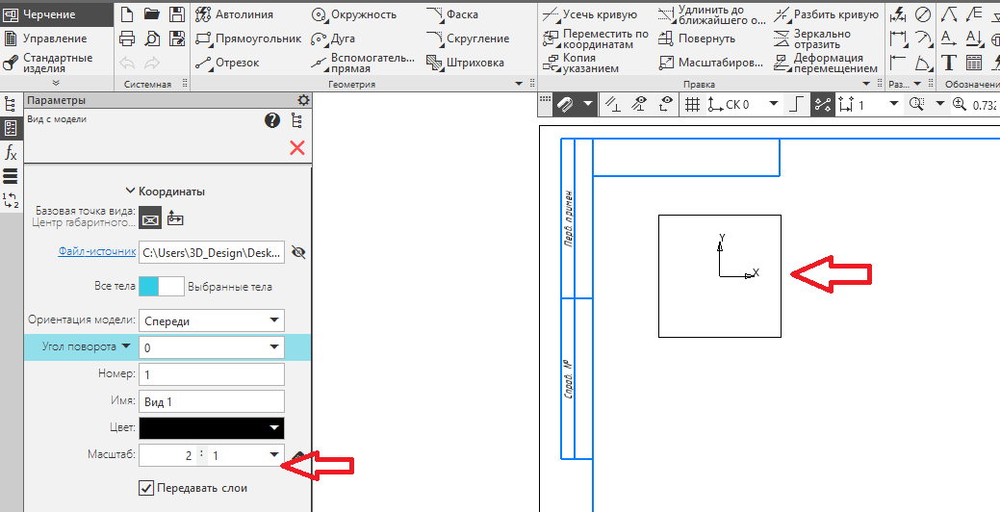 Черчение
Управление
Стандартные
изделия
Системная
Автолиния
Прямоугольник
Отрезок
Окружность
Дуга
Вспомогатель...
прямая
Фаска
Скругление
Штриховка
Геометрия
Усечь кривую
Переместить по
координатам
Копия
указанием
Удлинить до
ближайшего о...
Повернуть
Масштабиров...
Разбить кривую
Зеркально
отразить
Деформация
перемещением
Правка
Раз...
Обозначени
Параметры
Вид с модели
СК 0
1
0.732
Координаты
Базовая точка вида:
Центр габаритного...
Файл-источник
C:\Users\3D_Design\Desk...
Все тела
Выбранные тела
Ориентация модели:
Спереди
Угол поворота
0
Номер:
1
Имя:
Вид 1
Цвет:
Масштаб:
2 : 1
Передавать слои
Перв. примен.
Справ. №
Y
X